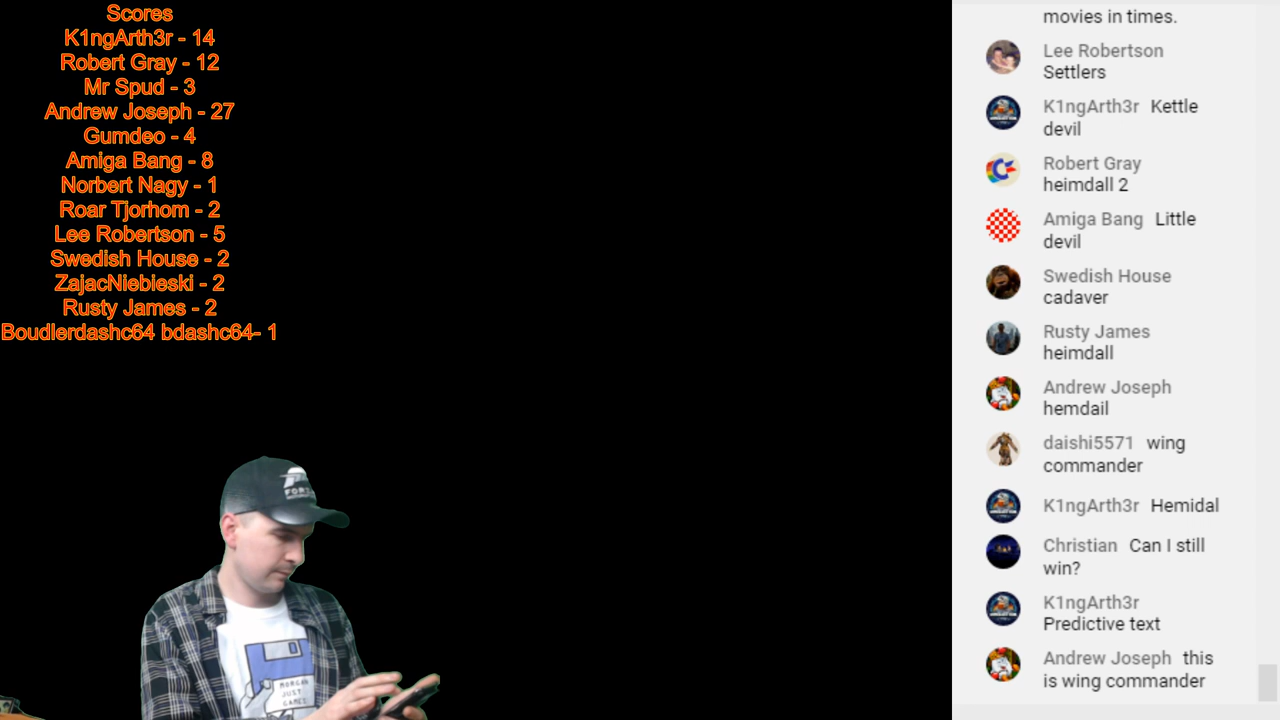 Scores
K1ngArth3r - 14
Robert Gray - 12
Mr Spud - 3
Andrew Joseph - 27
Gumdeo - 4
Amiga Bang - 8
Norbert Nagy - 1
Roar Tjorhom - 2
Lee Robertson - 5
Swedish House - 2
ZajacNiebieski - 2
Rusty James - 2
Boudlerdashc64 bdashc64- 1
FORZ
MORGAN
JUST
GAMES
movies in times.
Lee Robertson
Settlers
K1ngArth3r Kettle
devil
Robert Gray
heimdall 2
Amiga Bang Little
devil
Swedish House
cadaver
Rusty James
heimdall
Andrew Joseph
hemdail
daishi5571 wing
commander
K1ngArth3r Hemidal
Christian Can I still
win?
K1ngArth3r
Predictive text
Andrew Joseph this
is wing commander